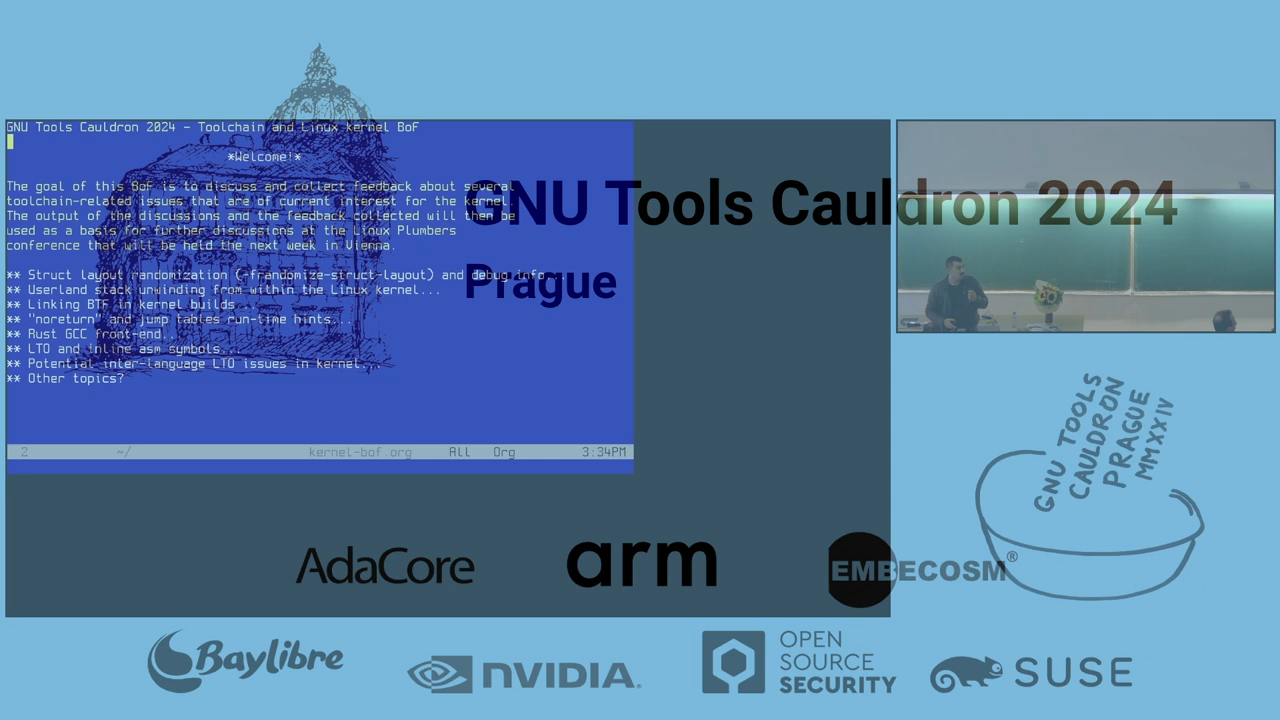 GNU Tools Cauldron 2024 - Toolchain and Linux kernel BoF
*Welcome!*
The goal of this BoF is to discuss and collect feedback about several
toolchain-related issues that are of current interest for the kernel.
The output of the discussions and the feedback collected will then be
used as a basis for further discussions at the Linux Plumbers
conference that will be held the next week in Vienna.
** Struct layout randomization (-frandomize-struct-layout) and debug info...
** Userland stack unwinding from within the Linux kernel...
** Linking BTF in kernel builds...
** "noreturn" and jump tables run-time hints...
** Rust GCC front-end...
** LTO and inline asm symbols...
** Potential inter-language LTO issues in kernel...
** Other topics?
2 ~/ kernel-bof.org All Org 3:34PM
GNU Tools Cauldron 2024
Prague
GNU TOOLS
CAULDRON
PRAGUE
MMXXIV
AdaCore
arm
EMBECOSM®
Baylibre
NVIDIA.
OPEN
SOURCE
SECURITY
SUSE